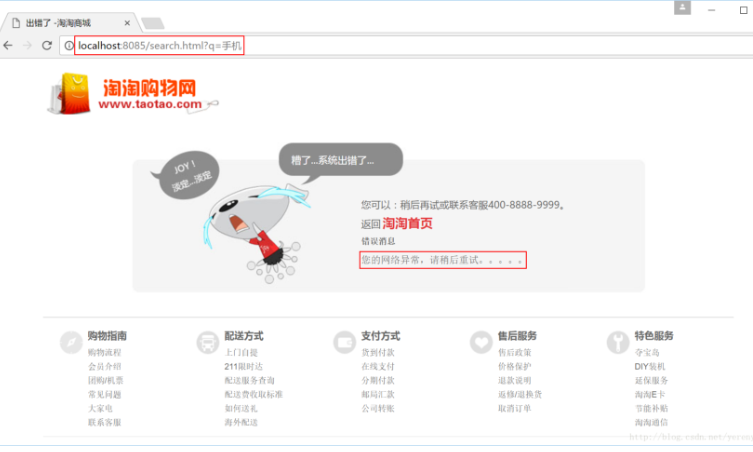 出错了 -淘淘商城
localhost:8085/search.html?q=手机
淘淘购物网
www.taotao.com
JOY！
淡定...淡定
糟了...系统出错了...
您可以：稍后再试或联系客服400-8888-9999。
返回 淘淘首页
错误消息
您的网络异常，请稍后重试。。。。。
购物指南
购物流程
会员介绍
团购/机票
常见问题
大家电
联系客服
配送方式
上门自提
211限时达
配送服务查询
配送费收取标准
如何送礼
海外配送
支付方式
货到付款
在线支付
分期付款
邮局汇款
公司转账
售后服务
售后政策
价格保护
退款说明
返修/退换货
取消订单
特色服务
夺宝岛
DIY装机
延保服务
淘淘E卡
节能补贴
淘淘通信